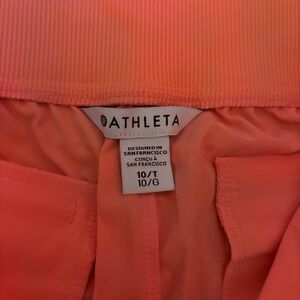 ATHLETA
DESIGNED IN
SAN FRANCISCO
CONÇU À
SAN FRANCISCO
10/T
10/G